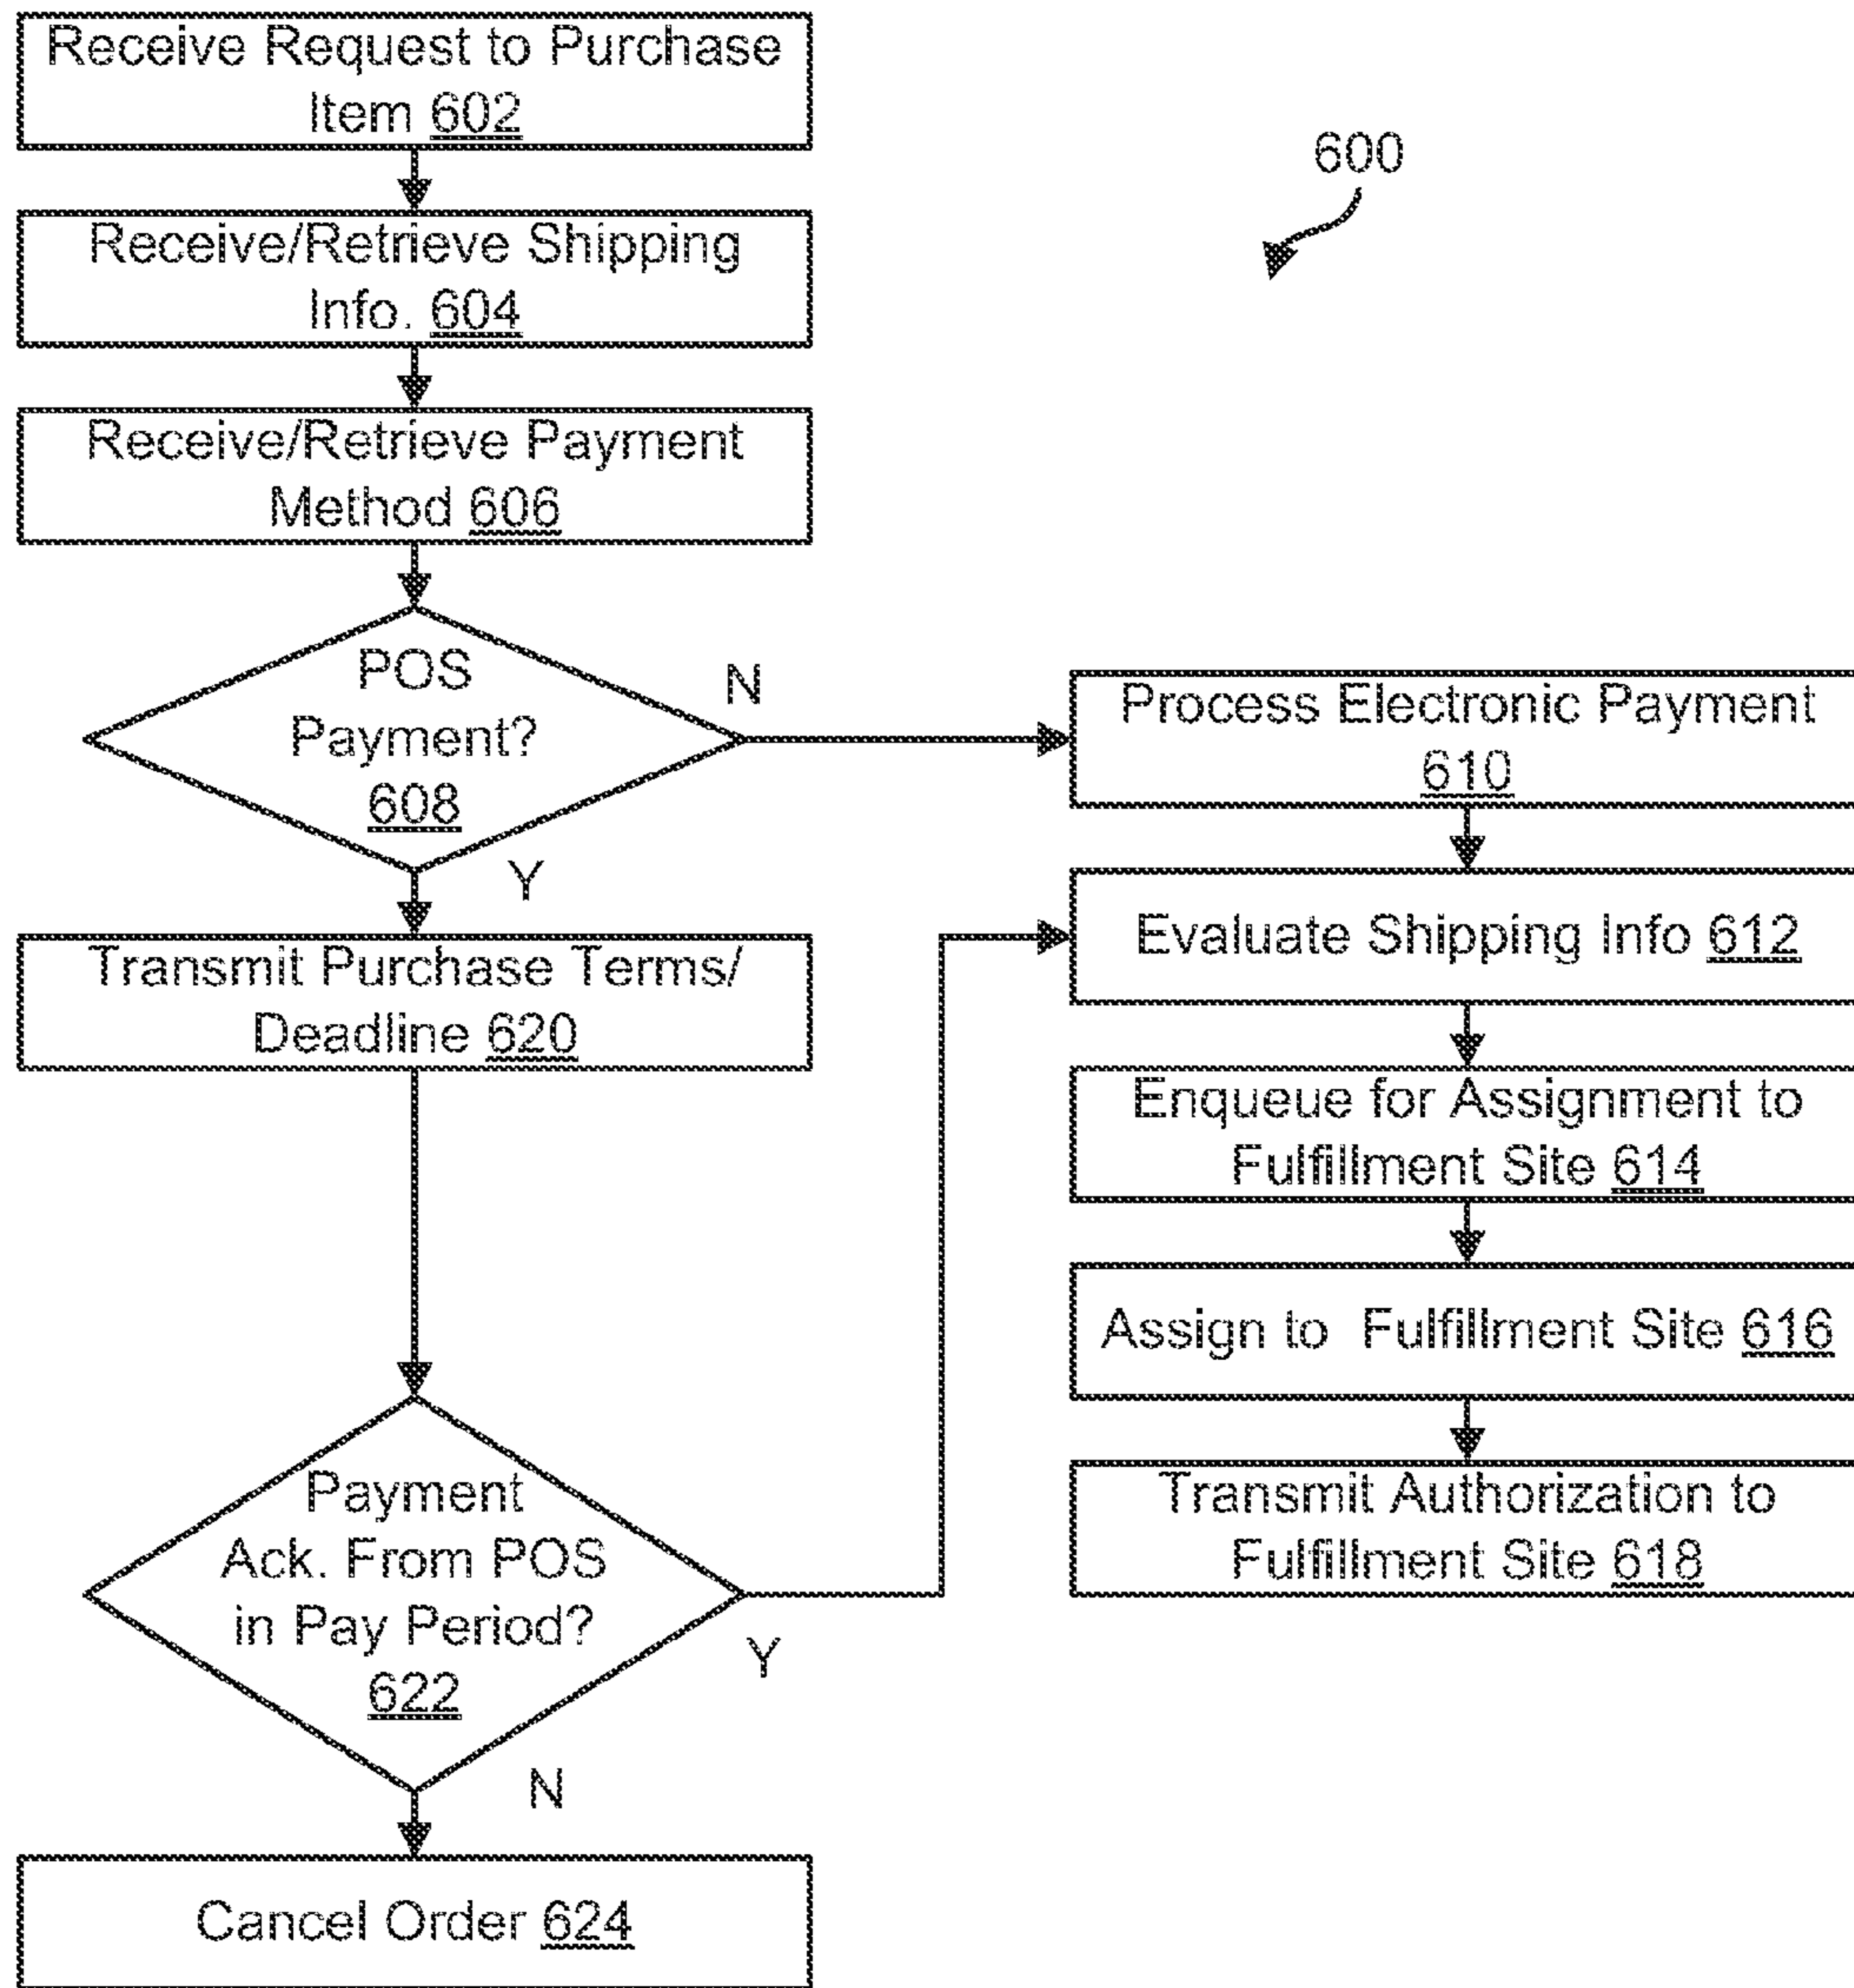 Receive Request to Purchase
Item 602
600
Receive/Retrieve Shipping
Info. 604
Receive/Retrieve Payment
Method 606
POS
Payment?
608
N
Y
Process Electronic Payment
610
Evaluate Shipping Info 612
Transmit Purchase Terms/
Deadline 620
Enqueue for Assignment to
Fulfillment Site 614
Assign to Fulfillment Site 616
Transmit Authorization to
Fulfillment Site 618
Payment
Ack. From POS
in Pay Period?
622
Y
N
Cancel Order 624